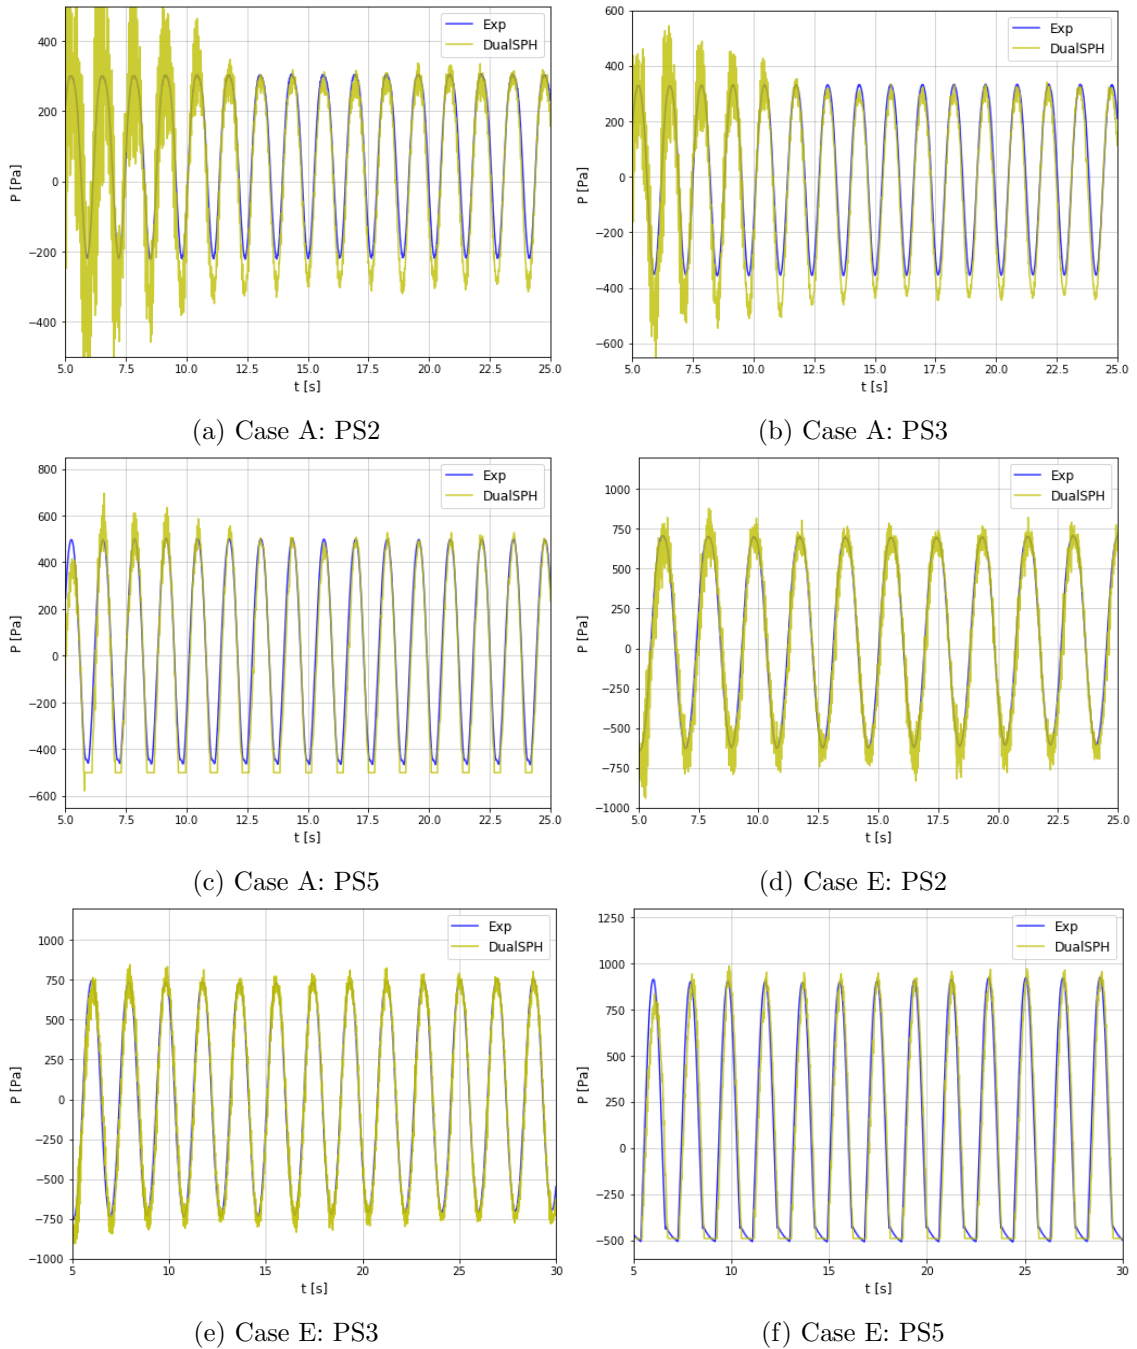 Exp
DualSPH
400
200
0
−200
−400
P [Pa]
5.0 7.5 10.0 12.5 15.0 17.5 20.0 22.5 25.0
t [s]
(a) Case A: PS2
Exp
DualSPH
600
400
200
0
−200
−400
−600
P [Pa]
5.0 7.5 10.0 12.5 15.0 17.5 20.0 22.5 25.0
t [s]
(b) Case A: PS3
Exp
DualSPH
800
600
400
200
0
−200
−400
−600
P [Pa]
5.0 7.5 10.0 12.5 15.0 17.5 20.0 22.5 25.0
t [s]
(c) Case A: PS5
Exp
DualSPH
1000
750
500
250
0
−250
−500
−750
−1000
P [Pa]
5.0 7.5 10.0 12.5 15.0 17.5 20.0 22.5 25.0
t [s]
(d) Case E: PS2
Exp
DualSPH
1000
750
500
250
0
−250
−500
−750
−1000
P [Pa]
5 10 15 20 25 30
t [s]
(e) Case E: PS3
Exp
DualSPH
1250
1000
750
500
250
0
−250
−500
P [Pa]
5 10 15 20 25 30
t [s]
(f) Case E: PS5